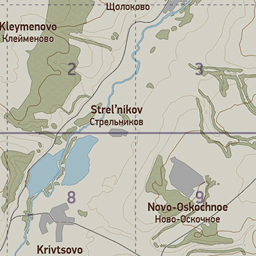 Щолоково
Kleymenovo
Клейменово
2
3
Strel'nikov
Стрельников
8
9
Novo-Oskochnoe
Ново-Оскочное
Krivtsovo